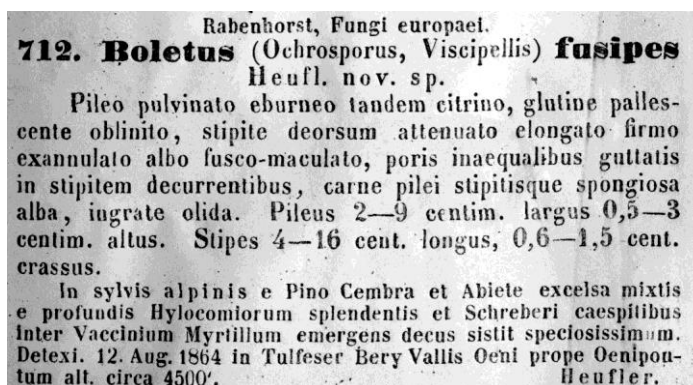 Rabenhorst, Fungi europaei.
712. Boletus (Ochrosporus, Viscipellis) fusipes
Heufl. nov. sp.
Pileo pulvinato eburneo tandem citrino, glutine palles-
cente oblinito, stipite deorsum attenuato elongato firmo
exannulato albo fusco-maculato, poris inaequalibus guttatis
in stipitem decurrentibus, carne pilei stipitisque spongiosa
alba, ingrate olida. Pileus 2—9 centim. largus 0,5—3
centim. altus. Stipes 4—16 cent. longus, 0,6—1,5 cent.
crassus.
In sylvis alpinis e Pino Cembra et Abiete excelsa mixtis
e profundis Hylocomiorum splendentis et Schreberi caespitibus
inter Vaccinium Myrtillum emergens decus sistit speciosissimum.
Detexi. 12. Aug. 1864 in Tulfeser Bery Vallis Oeni prope Oenipon-
tum alt. circa 4500'. Heufler.